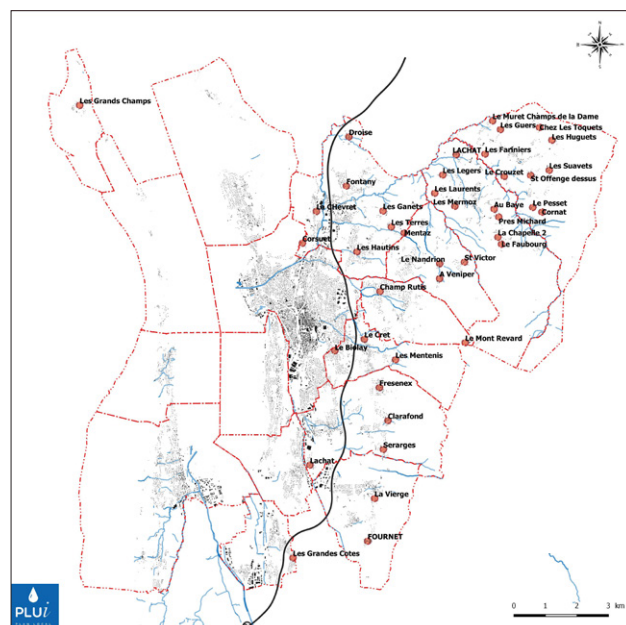 Les Grands Champs
Le Muret Champs de la Dame
Les Guers
Chez Les Toquets
Les Huguets
Droise
LACHAT
Les Fariniers
Les Suavets
Les Legers
Le Crouzet
St Offenge dessus
Fontany
Les Laurents
Les Mermoz
Au Baye
Le Pesset
Cornat
Le Chevret
Les Ganets
Pres Michard
Les Terres
Mentaz
La Chapelle 2
Le Faubourg
Corsuet
Les Hautins
Le Nandrion
St Victor
A Veniper
Champ Rutis
Le Cret
Le Mont Revard
Le Biolay
Les Mentenis
Fresenex
Clarafond
Serarges
Lachat
La Vierge
FOURNET
Les Grandes Cotes
PLUi
0 1 2 3 km